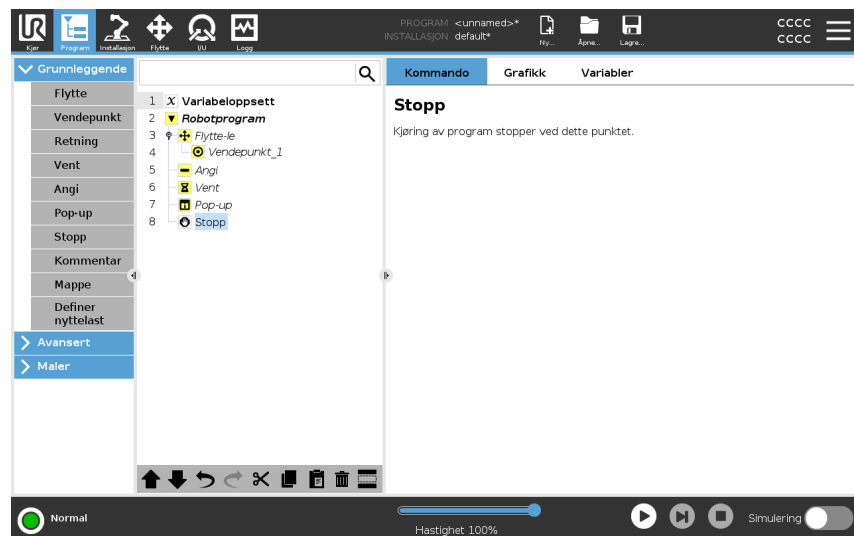 UR
Kjør
Program
Installasjon
Flytte
I/U
Logg
PROGRAM <unnamed>*
INSTALLASJON default*
Ny...
Åpne...
Lagre...
cccc
cccc
Grunnleggende
Flytte
Vendepunkt
Retning
Vent
Angi
Pop-up
Stopp
Kommentar
Mappe
Definer
nyttelast
Avansert
Maler
1 X Variabeloppsett
2 Robotprogram
3 Flytte-le
4 Vendepunkt_1
5 Angi
6 Vent
7 Pop-up
8 Stopp
Kommando
Grafikk
Variabler
Stopp
Kjøring av program stopper ved dette punktet.
Normal
Hastighet 100%
Simulering